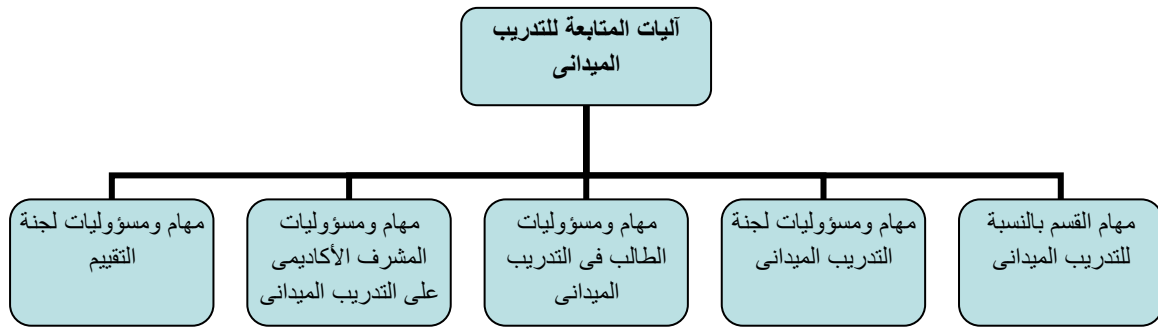 آليات المتابعة للتدريب
الميدانى
مهام القسم بالنسبة
للتدريب الميدانى
مهام ومسؤوليات لجنة
التدريب الميدانى
مهام ومسؤوليات
الطالب فى التدريب
الميدانى
مهام ومسؤوليات
المشرف الأكاديمى
على التدريب الميدانى
مهام ومسؤوليات لجنة
التقييم